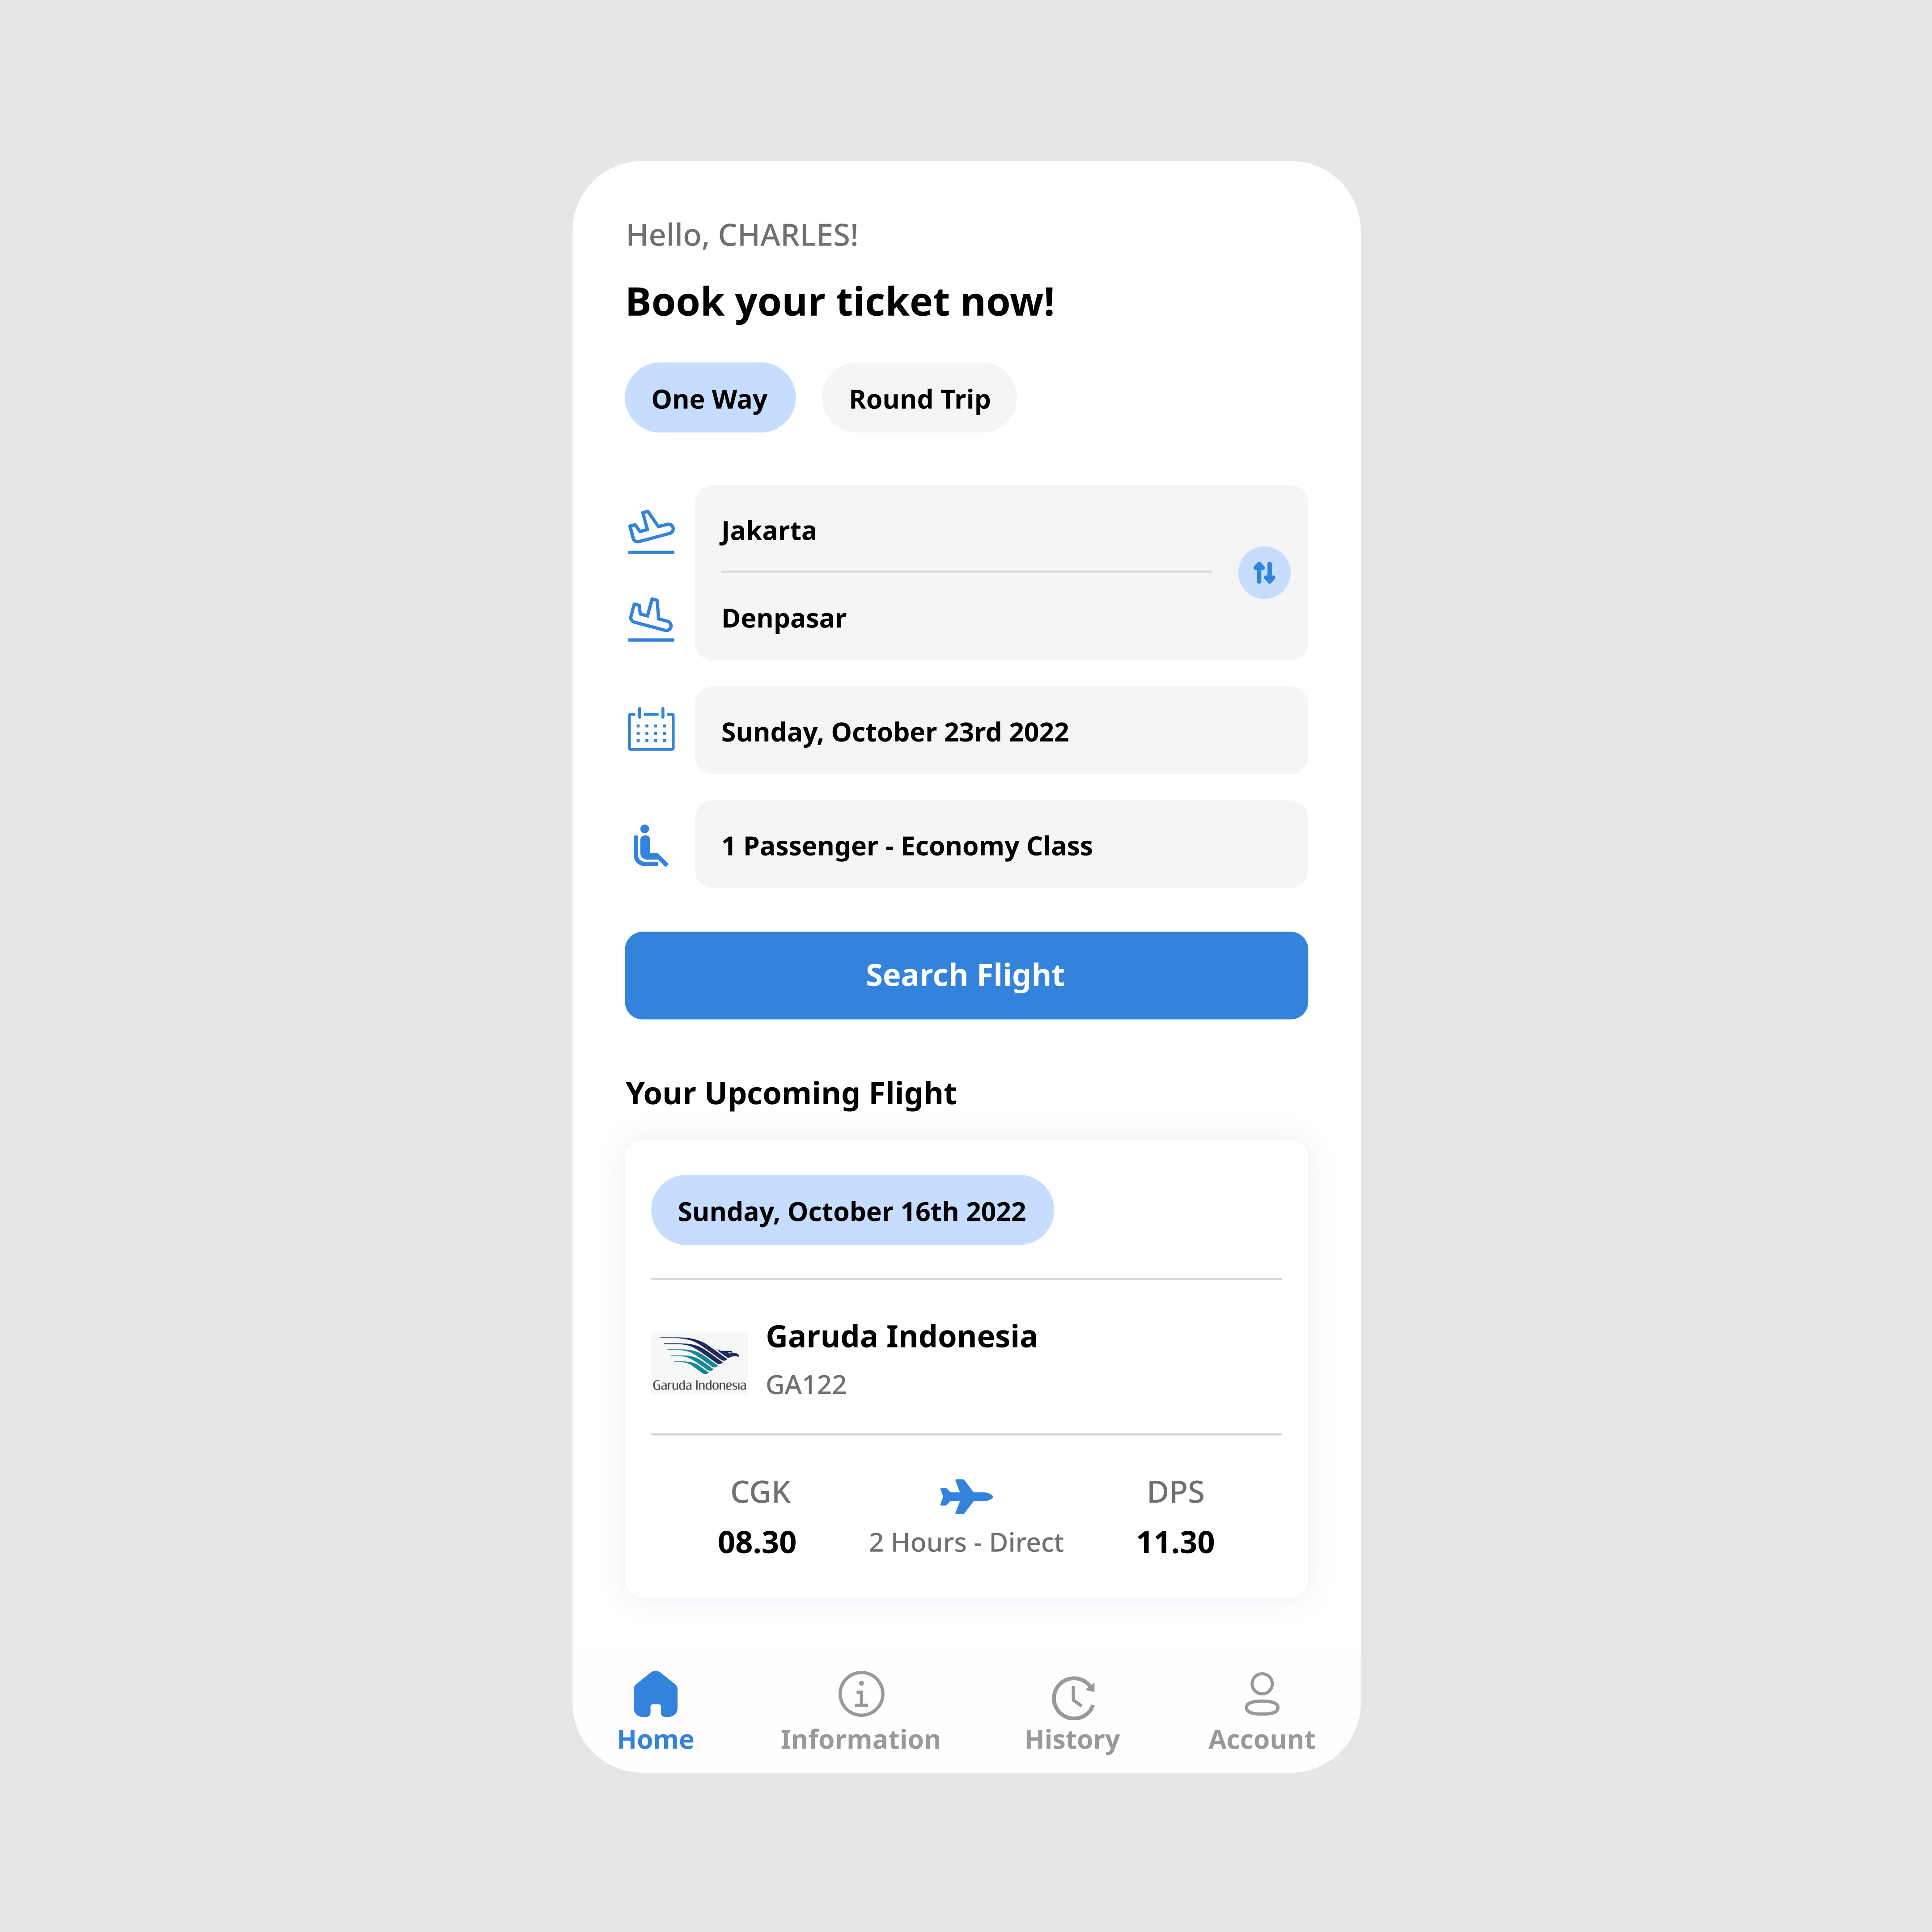 Hello, CHARLES!
Book your ticket now!
One Way
Round Trip
Jakarta
Denpasar
Sunday, October 23rd 2022
1 Passenger - Economy Class
Search Flight
Your Upcoming Flight
Sunday, October 16th 2022
Garuda Indonesia
Garuda Indonesia
GA122
CGK
DPS
08.30
2 Hours - Direct
11.30
Home
Information
History
Account